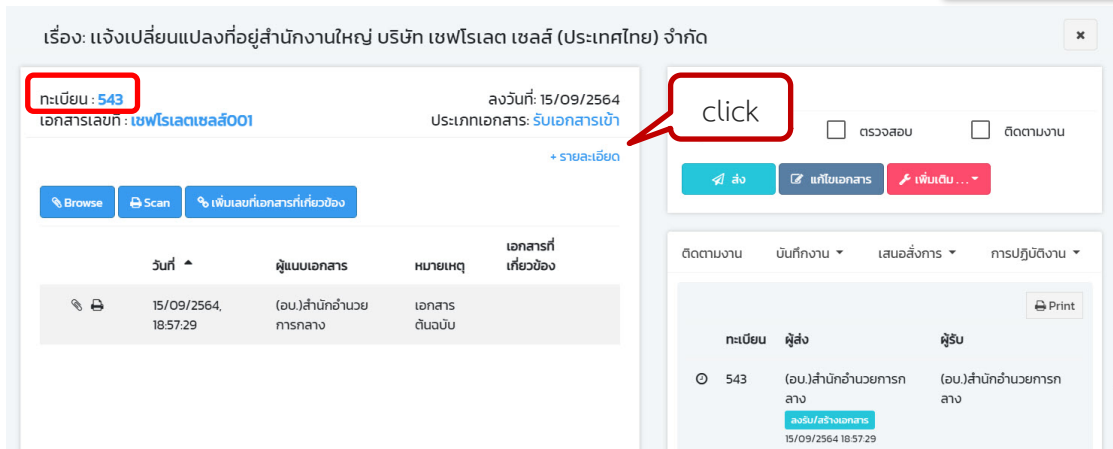 เรื่อง: แจ้งเปลี่ยนแปลงที่อยู่สำนักงานใหญ่ บริษัท เชฟโรเลต เซลส์ (ประเทศไทย) จำกัด
ทะเบียน : 543
ลงวันที่: 15/09/2564
เอกสารเลขที่ : เชฟโรเลตเซลส์001
ประเภทเอกสาร: รับเอกสารเข้า
+ รายละเอียด
Browse
Scan
เพิ่มเลขที่เอกสารที่เกี่ยวข้อง
วันที่
ผู้แนบเอกสาร
หมายเหตุ
เอกสารที่
เกี่ยวข้อง
15/09/2564,
18:57:29
(อบ.)สำนักอำนวย
การกลาง
เอกสาร
ต้นฉบับ
click
ตรวจสอบ
ติดตามงาน
ส่ง
แก้ไขเอกสาร
เพิ่มเติม . . .
ติดตามงาน
บันทึกงาน
เสนอสั่งการ
การปฏิบัติงาน
Print
ทะเบียน
ผู้ส่ง
ผู้รับ
543
(อบ.)สำนักอำนวยการก
ลาง
(อบ.)สำนักอำนวยการก
ลาง
ลงรับ/สร้างเอกสาร
15/09/2564 18:57:29